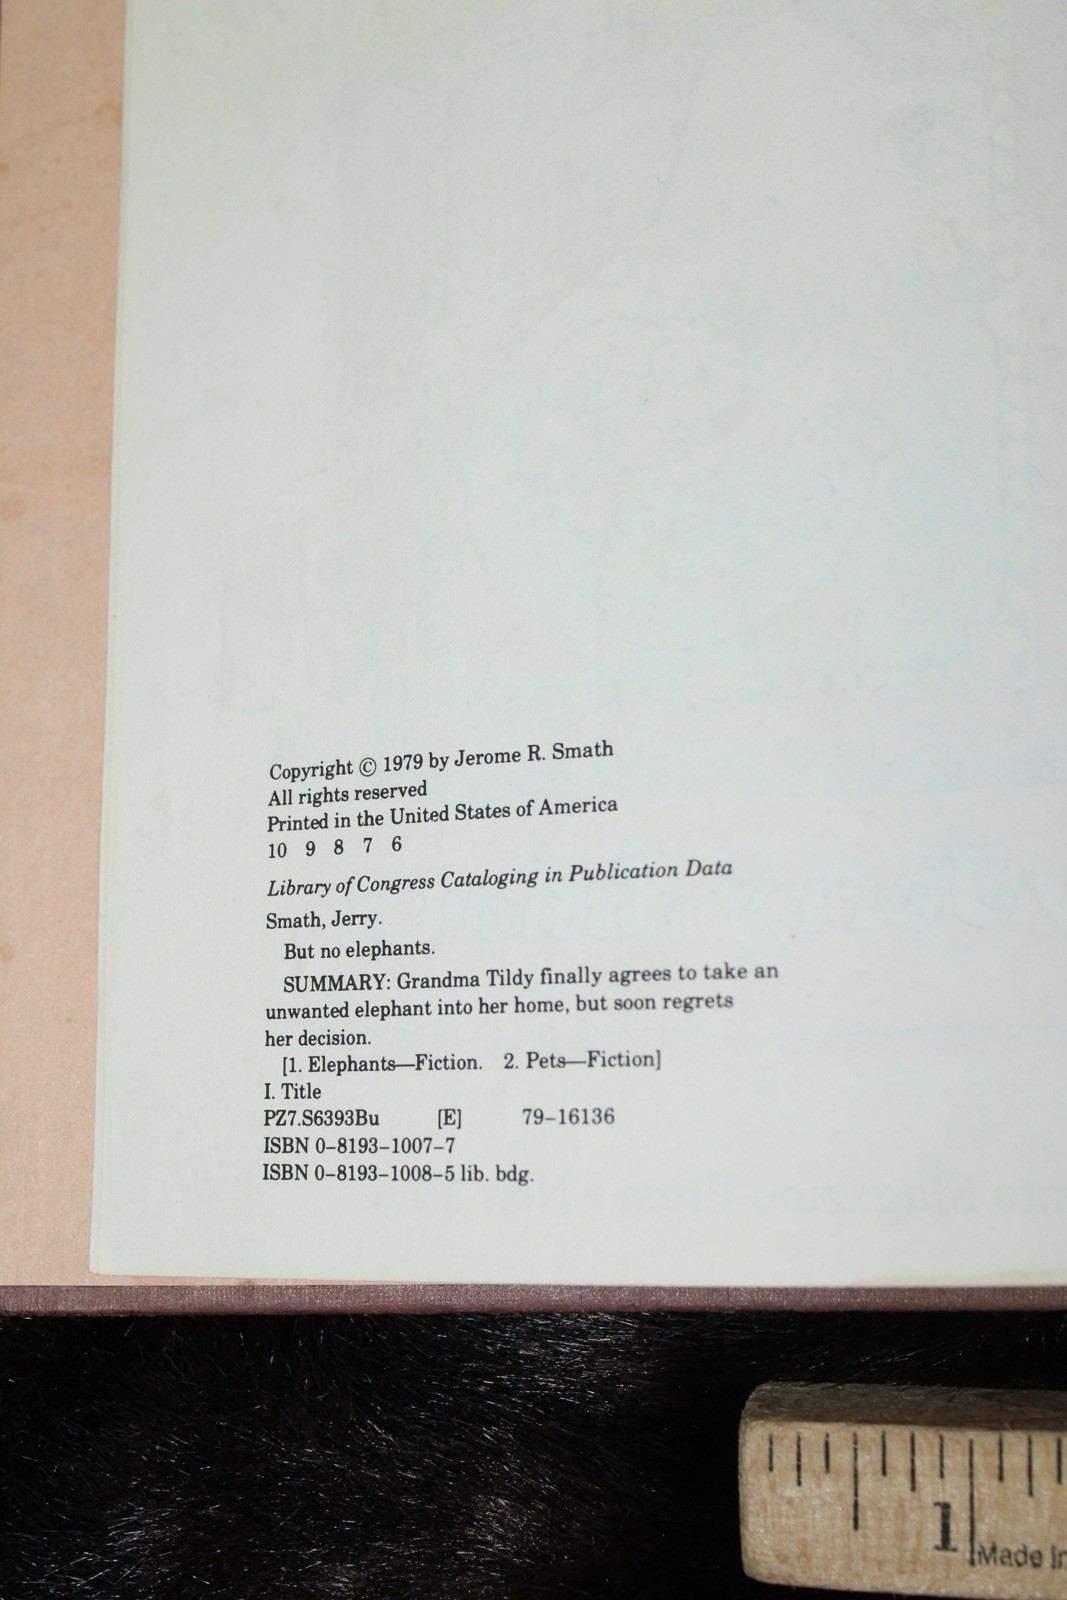 Copyright © 1979 by Jerome R. Smath
All rights reserved
Printed in the United States of America
10 9 8 7 6
Library of Congress Cataloging in Publication Data
Smath, Jerry.
But no elephants.
SUMMARY: Grandma Tildy finally agrees to take an
unwanted elephant into her home, but soon regrets
her decision.
[1. Elephants—Fiction. 2. Pets—Fiction]
I. Title
PZ7.S6393Bu [E] 79–16136
ISBN 0–8193–1007–7
ISBN 0–8193–1008–5 lib. bdg.
1
Made in